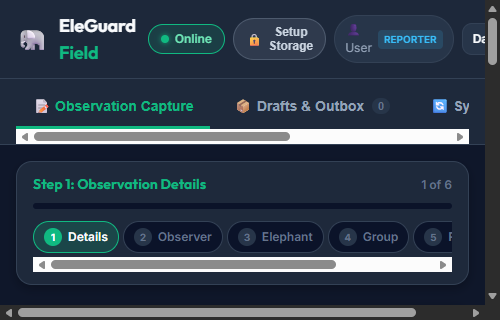 EleGuard
Field
Online
Setup
Storage
User
REPORTER
Da
Observation Capture
Drafts & Outbox
0
Sy
Step 1: Observation Details
1 of 6
1 Details
2 Observer
3 Elephant
4 Group
5